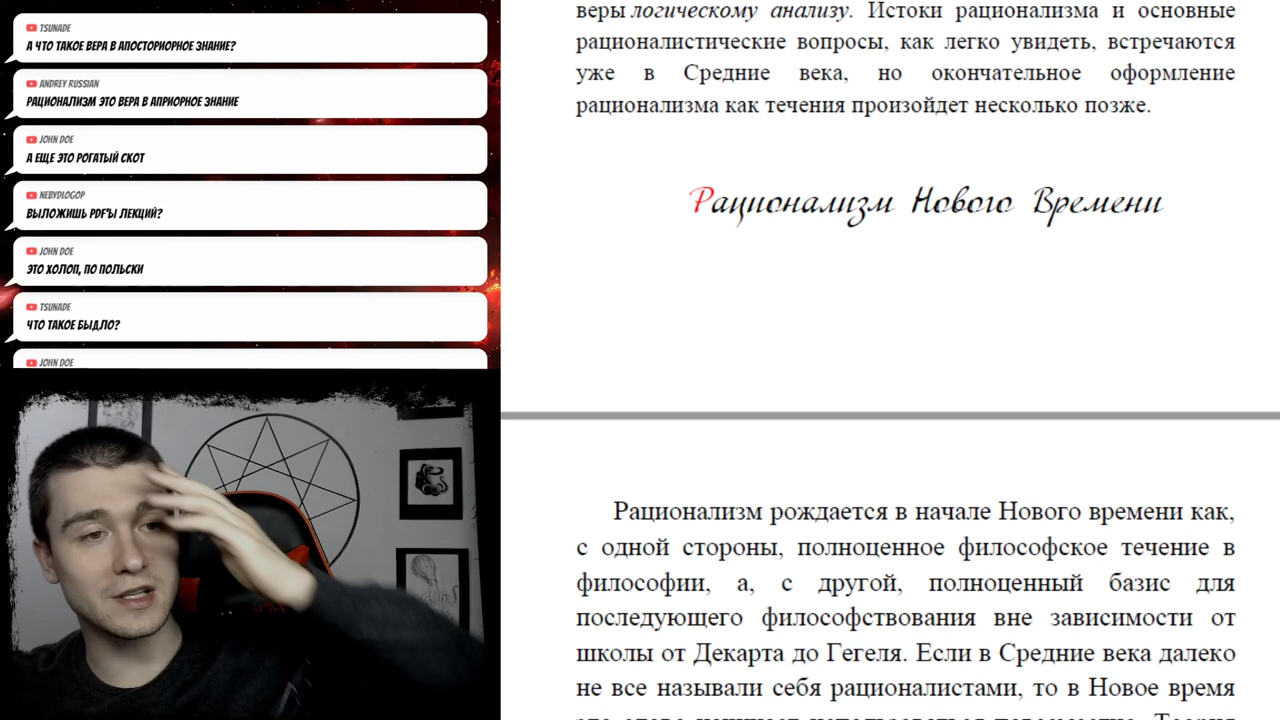 TSUNADE
А ЧТО ТАКОЕ ВЕРА В АПОСТОРИОРНОЕ ЗНАНИЕ?
ANDREY RUSSIAN
РАЦИОНАЛИЗМ ЭТО ВЕРА В АПРИОРНОЕ ЗНАНИЕ
JOHN DOE
А ЕЩЕ ЭТО РОГАТЫЙ СКОТ
NEBYDLOGOP
ВЫЛОЖИШЬ PDF'Ы ЛЕКЦИЙ?
JOHN DOE
ЭТО ХОЛОП, ПО ПОЛЬСКИ
TSUNADE
ЧТО ТАКОЕ БЫДЛО?
JOHN DOE
веры логическому анализу. Истоки рационализма и основные
рационалистические вопросы, как легко увидеть, встречаются
уже в Средние века, но окончательное оформление
рационализма как течения произойдет несколько позже.
Рационализм Нового Времени
Рационализм рождается в начале Нового времени как,
с одной стороны, полноценное философское течение в
философии, а, с другой, полноценный базис для
последующего философствования вне зависимости от
школы от Декарта до Гегеля. Если в Средние века далеко
не все называли себя рационалистами, то в Новое время